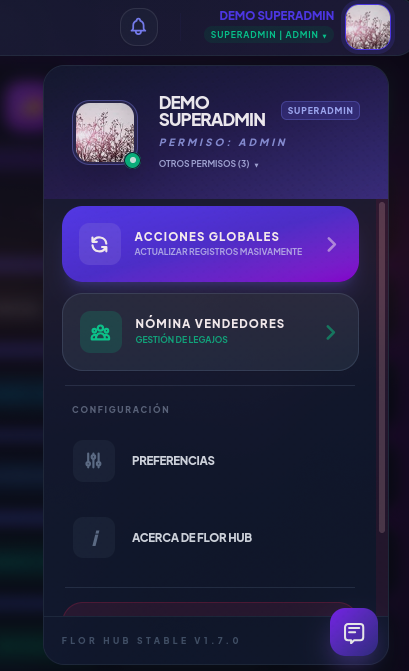 DEMO SUPERADMIN
SUPERADMIN | ADMIN ▾
DEMO
SUPERADMIN
SUPERADMIN
PERMISO: ADMIN
OTROS PERMISOS (3) ▾
ACCIONES GLOBALES
ACTUALIZAR REGISTROS MASIVAMENTE
NÓMINA VENDEDORES
GESTIÓN DE LEGAJOS
CONFIGURACIÓN
PREFERENCIAS
ACERCA DE FLOR HUB
FLOR HUB STABLE V1.7.0